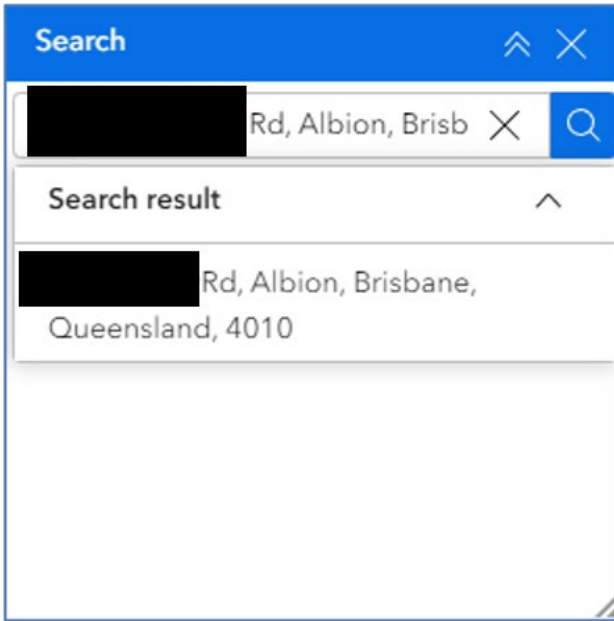 Search
Rd, Albion, Brisb
Search result
Rd, Albion, Brisbane,
Queensland, 4010